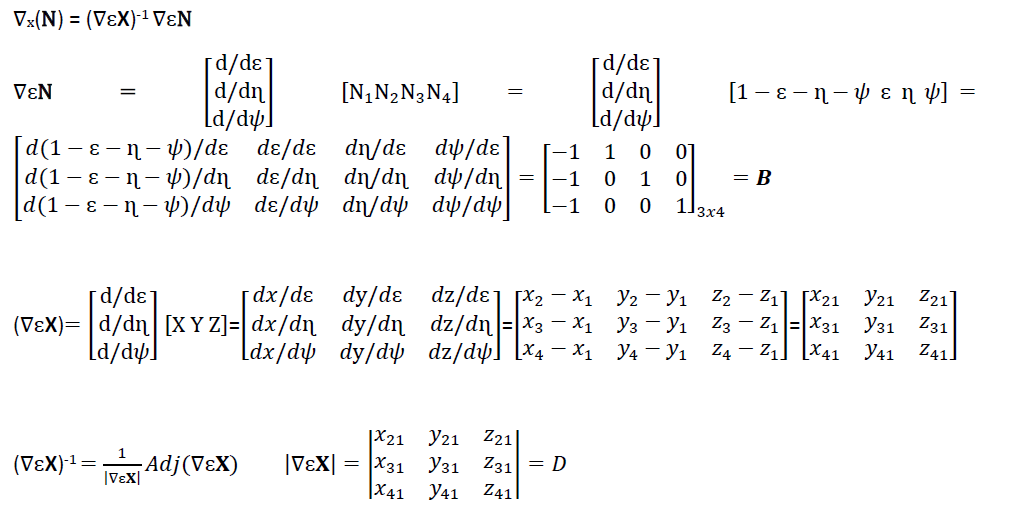 ∇ₓ(N) = (∇εX)⁻¹ ∇εN
∇εN = [d/dε; d/dη; d/dψ] [N₁N₂N₃N₄] = [d/dε; d/dη; d/dψ] [1 − ε − η − ψ ε η ψ] =
[d(1 − ε − η − ψ)/dε dε/dε dη/dε dψ/dε; d(1 − ε − η − ψ)/dη dε/dη dη/dη dψ/dη; d(1 − ε − η − ψ)/dψ dε/dψ dη/dψ dψ/dψ] = [−1 1 0 0; −1 0 1 0; −1 0 0 1]₃ₓ₄ = B
(∇εX)= [d/dε; d/dη; d/dψ] [X Y Z]= [dx/dε dy/dε dz/dε; dx/dη dy/dη dz/dη; dx/dψ dy/dψ dz/dψ] = [x₂ − x₁ y₂ − y₁ z₂ − z₁; x₃ − x₁ y₃ − y₁ z₃ − z₁; x₄ − x₁ y₄ − y₁ z₄ − z₁] = [x₂₁ y₂₁ z₂₁; x₃₁ y₃₁ z₃₁; x₄₁ y₄₁ z₄₁]
(∇εX)⁻¹ = 1/|∇εX| Adj(∇εX) |∇εX| = |x₂₁ y₂₁ z₂₁; x₃₁ y₃₁ z₃₁; x₄₁ y₄₁ z₄₁| = D